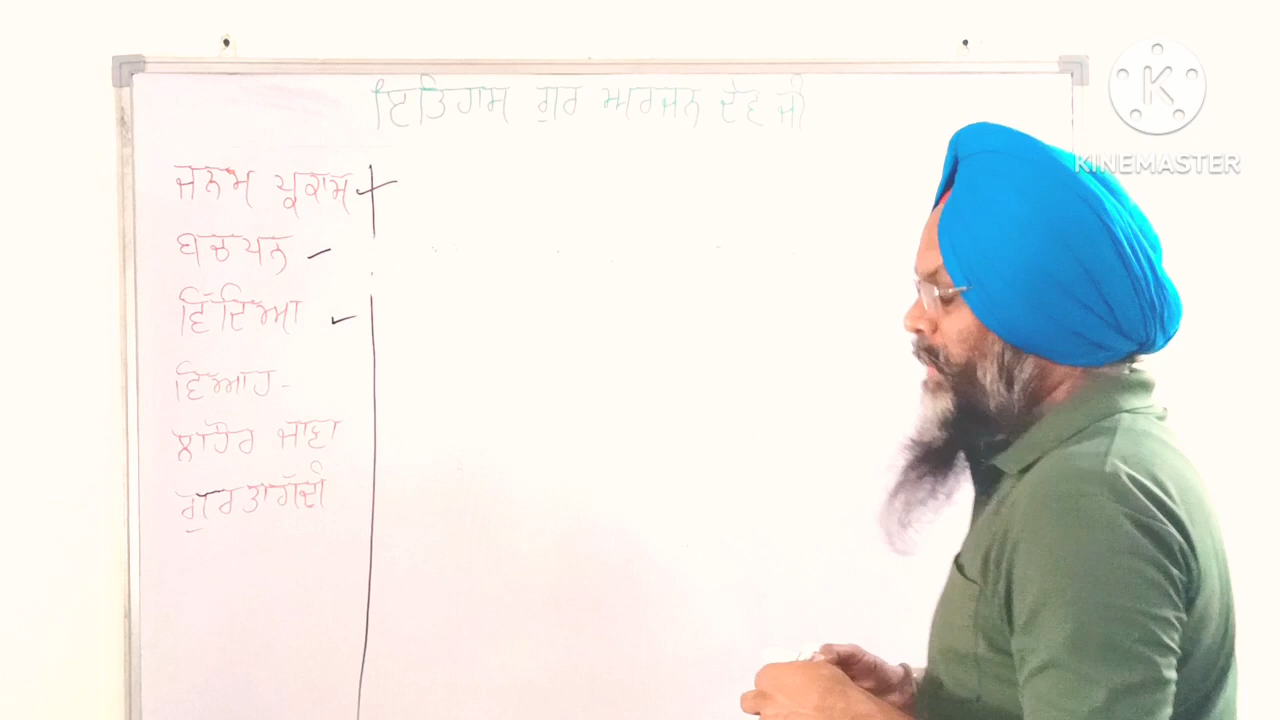 ਇਤਿਹਾਸ ਗੁਰ ਅਰਜਨ ਦੇਵ ਜੀ
ਜਨਮ ਪ੍ਰਕਾਸ਼
ਬਚਪਨ -
ਵਿੱਦਿਆ -
ਵਿਆਹ -
ਲਾਹੌਰ ਜਾਣਾ
ਗੁਰਤਾਗੱਦੀ
KINEMASTER